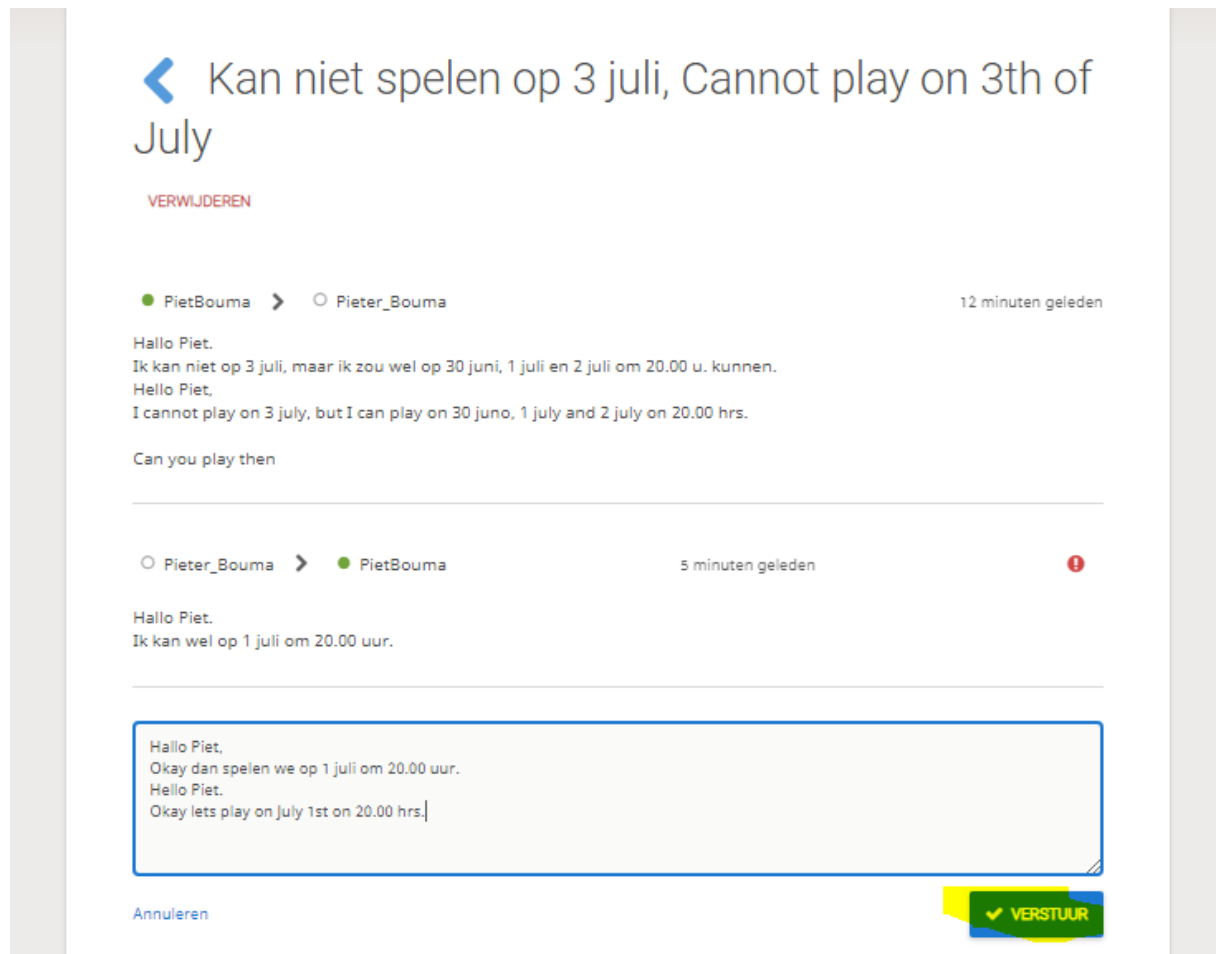 Kan niet spelen op 3 juli, Cannot play on 3th of
July
VERWIJDEREN
PietBouma Pieter_Bouma 12 minuten geleden
Hallo Piet.
Ik kan niet op 3 juli, maar ik zou wel op 30 juni, 1 juli en 2 juli om 20.00 u. kunnen.
Hello Piet,
I cannot play on 3 july, but I can play on 30 juno, 1 july and 2 july on 20.00 hrs.
Can you play then
Pieter_Bouma PietBouma 5 minuten geleden
Hallo Piet.
Ik kan wel op 1 juli om 20.00 uur.
Hallo Piet,
Okay dan spelen we op 1 juli om 20.00 uur.
Hello Piet.
Okay lets play on July 1st on 20.00 hrs.
Annuleren VERSTUUR